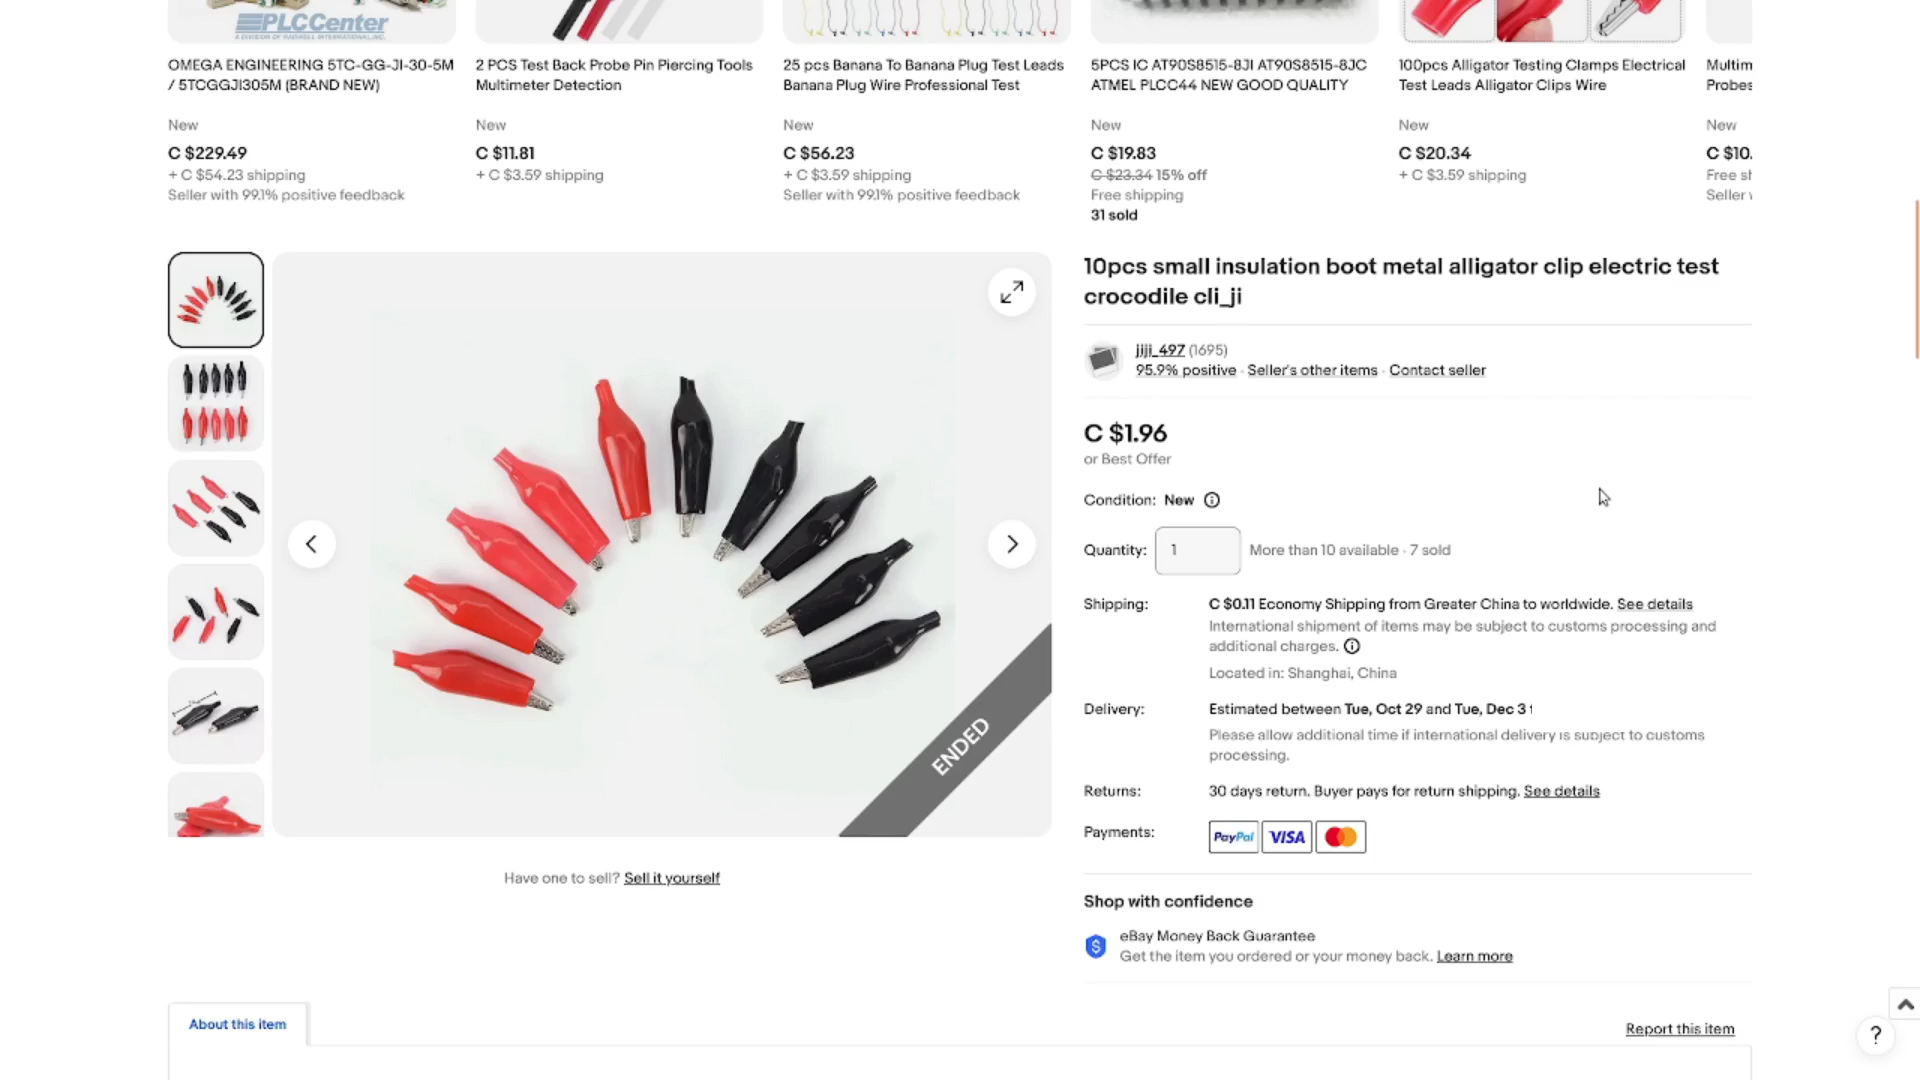 PLCCenter
A DIVISION OF RADWELL INTERNATIONAL, INC.
OMEGA ENGINEERING 5TC-GG-JI-30-5M
/ 5TCGGJI305M (BRAND NEW)
New
C $229.49
+ C $54.23 shipping
Seller with 99.1% positive feedback
2 PCS Test Back Probe Pin Piercing Tools
Multimeter Detection
New
C $11.81
+ C $3.59 shipping
25 pcs Banana To Banana Plug Test Leads
Banana Plug Wire Professional Test
New
C $56.23
+ C $3.59 shipping
Seller with 99.1% positive feedback
5PCS IC AT90S8515-8JI AT90S8515-8JC
ATMEL PLCC44 NEW GOOD QUALITY
New
C $19.83
C $23.34 15% off
Free shipping
31 sold
100pcs Alligator Testing Clamps Electrical
Test Leads Alligator Clips Wire
New
C $20.34
+ C $3.59 shipping
Multim
Probes
New
C $10.
Free sh
Seller
ENDED
Have one to sell? Sell it yourself
10pcs small insulation boot metal alligator clip electric test
crocodile cli_ji
jiji_497 (1695)
95.9% positive · Seller's other items · Contact seller
C $1.96
or Best Offer
Condition: New
Quantity: 1 More than 10 available · 7 sold
Shipping: C $0.11 Economy Shipping from Greater China to worldwide. See details
International shipment of items may be subject to customs processing and
additional charges.
Located in: Shanghai, China
Delivery: Estimated between Tue, Oct 29 and Tue, Dec 3
Please allow additional time if international delivery is subject to customs
processing.
Returns: 30 days return. Buyer pays for return shipping. See details
Payments: PayPal VISA
Shop with confidence
eBay Money Back Guarantee
Get the item you ordered or your money back. Learn more
About this item
Report this item
?